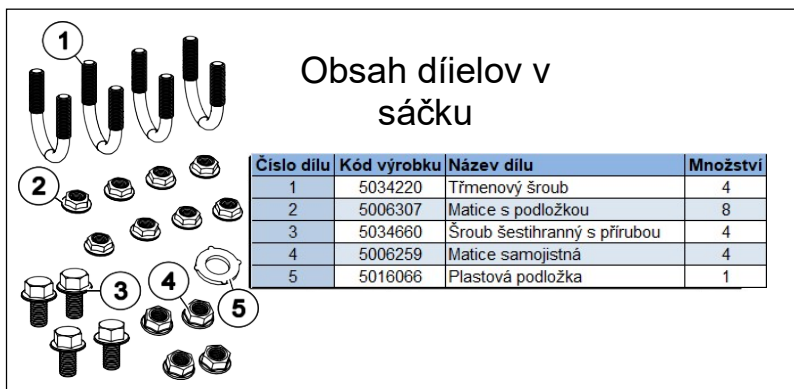 Obsah díielov v
sáčku
Číslo dílu Kód výrobku Název dílu Množství
1 5034220 Třmenový šroub 4
2 5006307 Matice s podložkou 8
3 5034660 Šroub šestihranný s přírubou 4
4 5006259 Matice samojistná 4
5 5016066 Plastová podložka 1
1
2
3
4
5